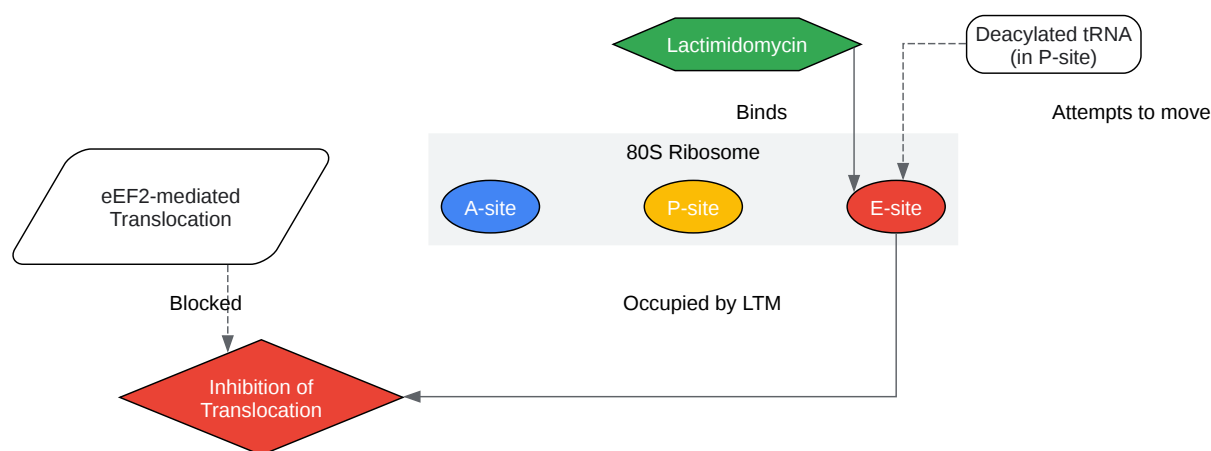 Lactimidomycin
Deacylated tRNA
(in P-site)
Binds
Attempts to move
80S Ribosome
eEF2-mediated
Translocation
A-site
P-site
E-site
Blocked
Occupied by LTM
Inhibition of
Translocation